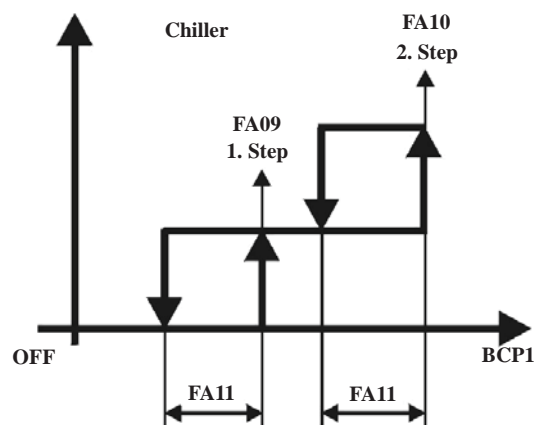 Chiller
FA10
2. Step
FA09
1. Step
OFF
BCP1
FA11
FA11